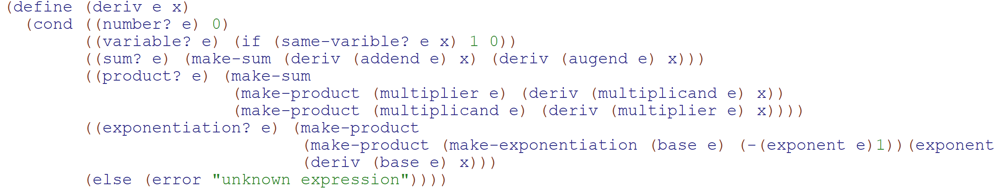 (define (deriv e x)
  (cond ((number? e) 0)
        ((variable? e) (if (same-varible? e x) 1 0))
        ((sum? e) (make-sum (deriv (addend e) x) (deriv (augend e) x)))
        ((product? e) (make-sum
                       (make-product (multiplier e) (deriv (multiplicand e) x))
                       (make-product (multiplicand e) (deriv (multiplier e) x))))
        ((exponentiation? e) (make-product
                              (make-product (make-exponentiation (base e) (-(exponent e)1))(exponent
                              (deriv (base e) x)))
        (else (error "unknown expression"))))